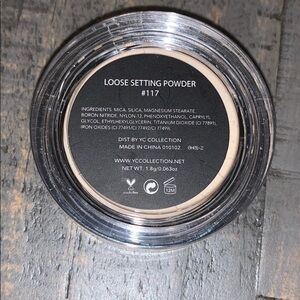 LOOSE SETTING POWDER
#117
INGREDIENTS: MICA, SILICA, MAGNESIUM STEARATE,
BORON NITRIDE, NYLON-12, PHENOXYETHANOL, CAPRYLYL
GLYCOL, ETHYLHEXYLGLYCERIN, TITANIUM DIOXIDE (CI 77891),
IRON OXIDES (CI 77491/CI 77492/CI 77499).
DIST BY YC COLLECTION
MADE IN CHINA 010102
WWW.YCCOLLECTION.NET
NET WT. 1.8g/0.063oz
12M